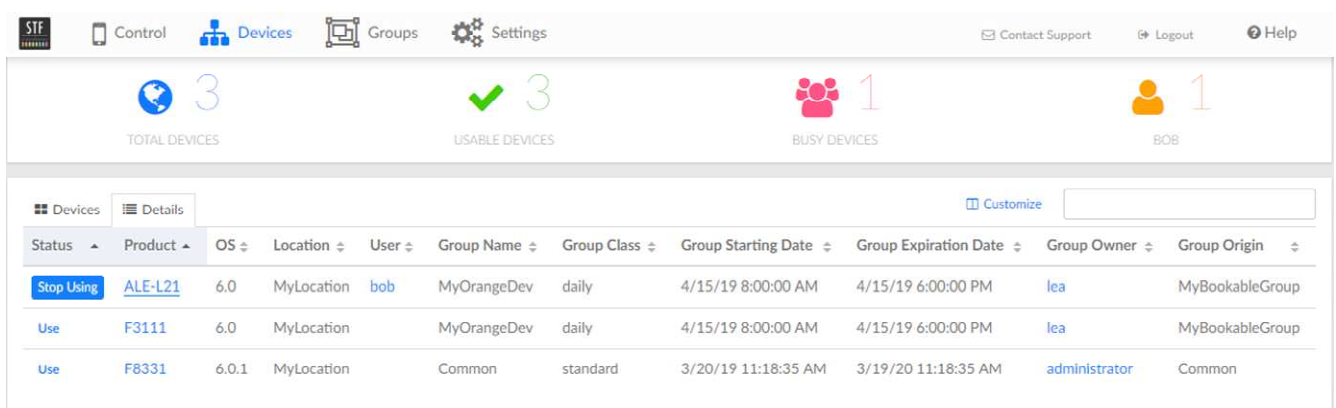 STF Control Devices Groups Settings Contact Support Logout Help
3 3 1 1
TOTAL DEVICES USABLE DEVICES BUSY DEVICES BOB
Devices Details Customize
Status Product OS Location User Group Name Group Class Group Starting Date Group Expiration Date Group Owner Group Origin
Stop Using ALE-L21 6.0 MyLocation bob MyOrangeDev daily 4/15/19 8:00:00 AM 4/15/19 6:00:00 PM lea MyBookableGroup
Use F3111 6.0 MyLocation MyOrangeDev daily 4/15/19 8:00:00 AM 4/15/19 6:00:00 PM lea MyBookableGroup
Use F8331 6.0.1 MyLocation Common standard 3/20/19 11:18:35 AM 3/19/20 11:18:35 AM administrator Common